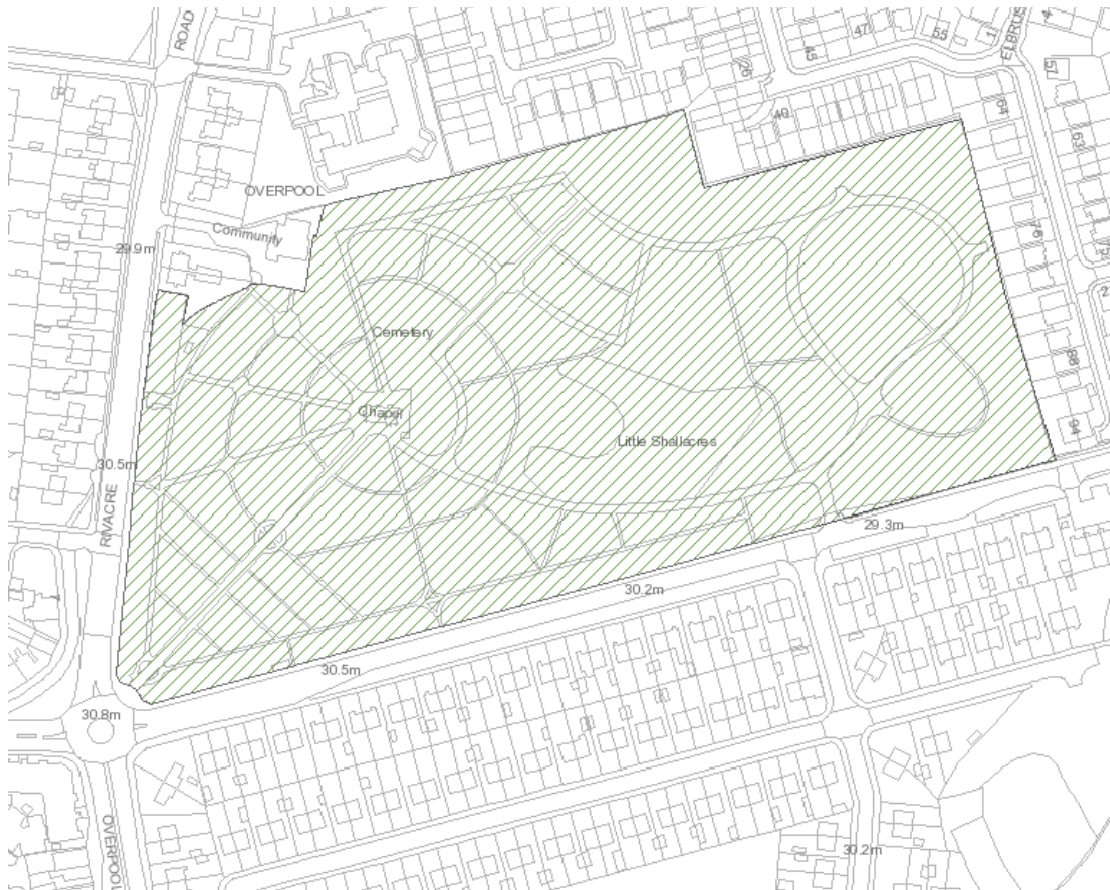 ROAD
47
55
ELBRUS
45
26
57
40
64
63
OVERPOOL
Community
29.9m
76
Cemetery
88
Chapel
Little Shallacres
94
30.5m
RIVACRE
29.3m
30.2m
30.5m
30.8m
OVERPOOL
30.2m